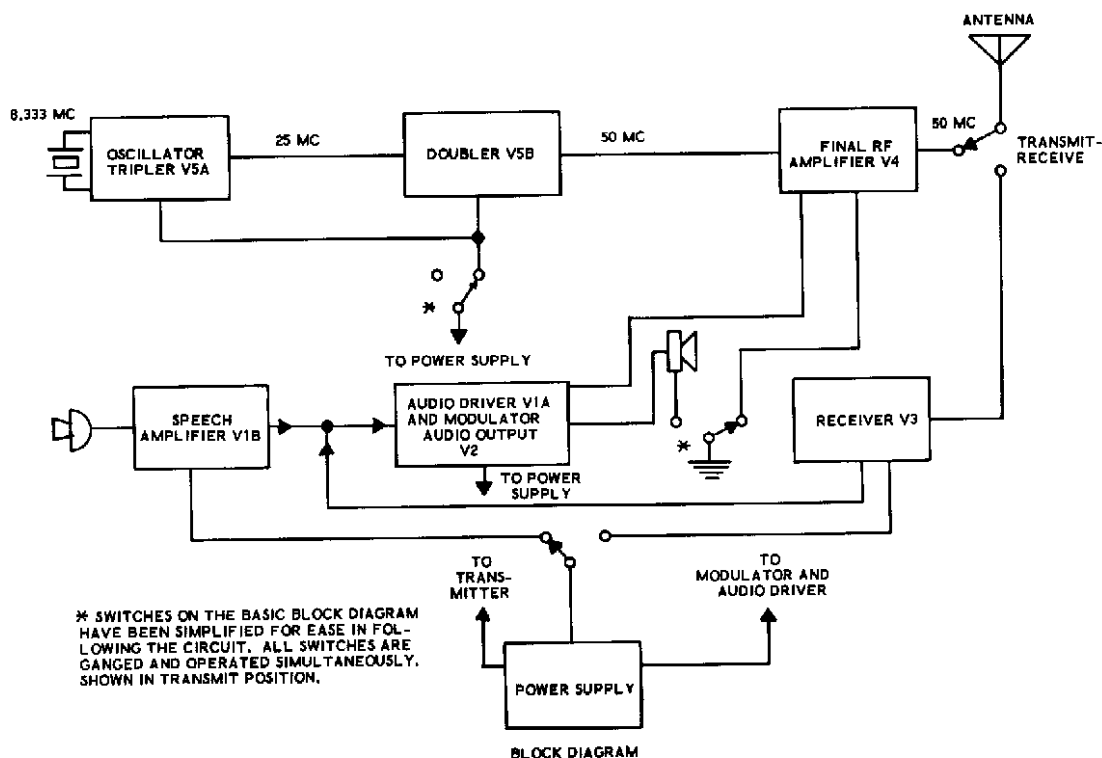 ANTENNA
8.333 MC
OSCILLATOR
TRIPLER V5A
25 MC
DOUBLER V5B
50 MC
FINAL RF
AMPLIFIER V4
50 MC
TRANSMIT-
RECEIVE
*
TO POWER SUPPLY
SPEECH
AMPLIFIER V1B
AUDIO DRIVER V1A
AND MODULATOR
AUDIO OUTPUT
V2
*
RECEIVER V3
TO POWER
SUPPLY
TO
TRANS-
MITTER
TO
MODULATOR AND
AUDIO DRIVER
* SWITCHES ON THE BASIC BLOCK DIAGRAM
HAVE BEEN SIMPLIFIED FOR EASE IN FOL-
LOWING THE CIRCUIT. ALL SWITCHES ARE
GANGED AND OPERATED SIMULTANEOUSLY.
SHOWN IN TRANSMIT POSITION.
POWER SUPPLY
BLOCK DIAGRAM